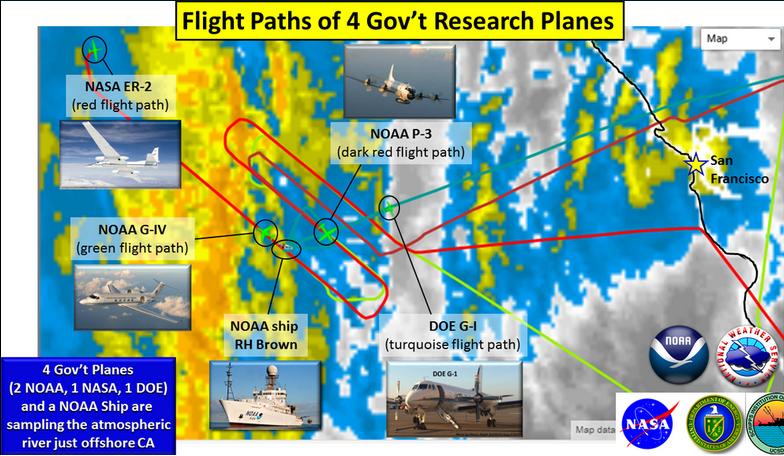 Flight Paths of 4 Gov't Research Planes
Map
NASA ER-2
(red flight path)
NOAA P-3
(dark red flight path)
San
Francisco
NOAA G-IV
(green flight path)
NOAA ship
RH Brown
DOE G-I
(turquoise flight path)
4 Gov't Planes
(2 NOAA, 1 NASA, 1 DOE)
and a NOAA Ship are
sampling the atmospheric
river just offshore CA
DOE G-1
NOAA
NOAA
Map data
NASA